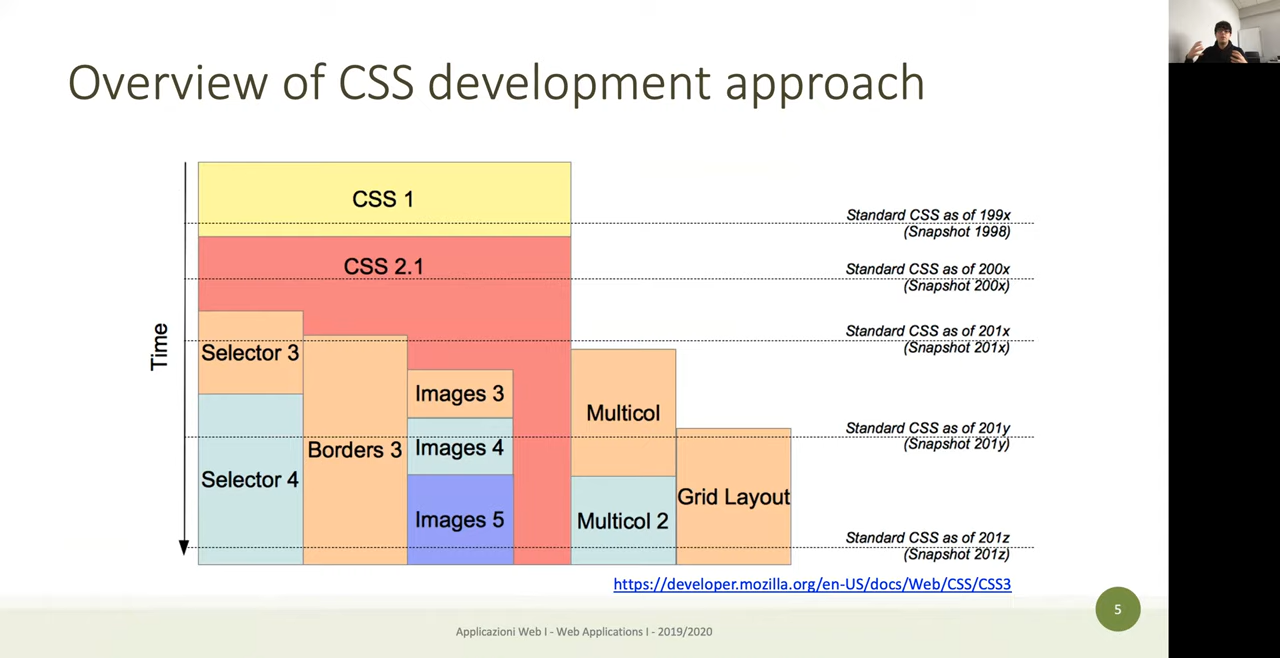 Overview of CSS development approach
Time
CSS 1
Standard CSS as of 199x
(Snapshot 1998)
CSS 2.1
Standard CSS as of 200x
(Snapshot 200x)
Standard CSS as of 201x
(Snapshot 201x)
Selector 3
Images 3
Multicol
Standard CSS as of 201y
(Snapshot 201y)
Borders 3
Images 4
Selector 4
Grid Layout
Images 5
Multicol 2
Standard CSS as of 201z
(Snapshot 201z)
https://developer.mozilla.org/en-US/docs/Web/CSS/CSS3
5
Applicazioni Web I - Web Applications I - 2019/2020